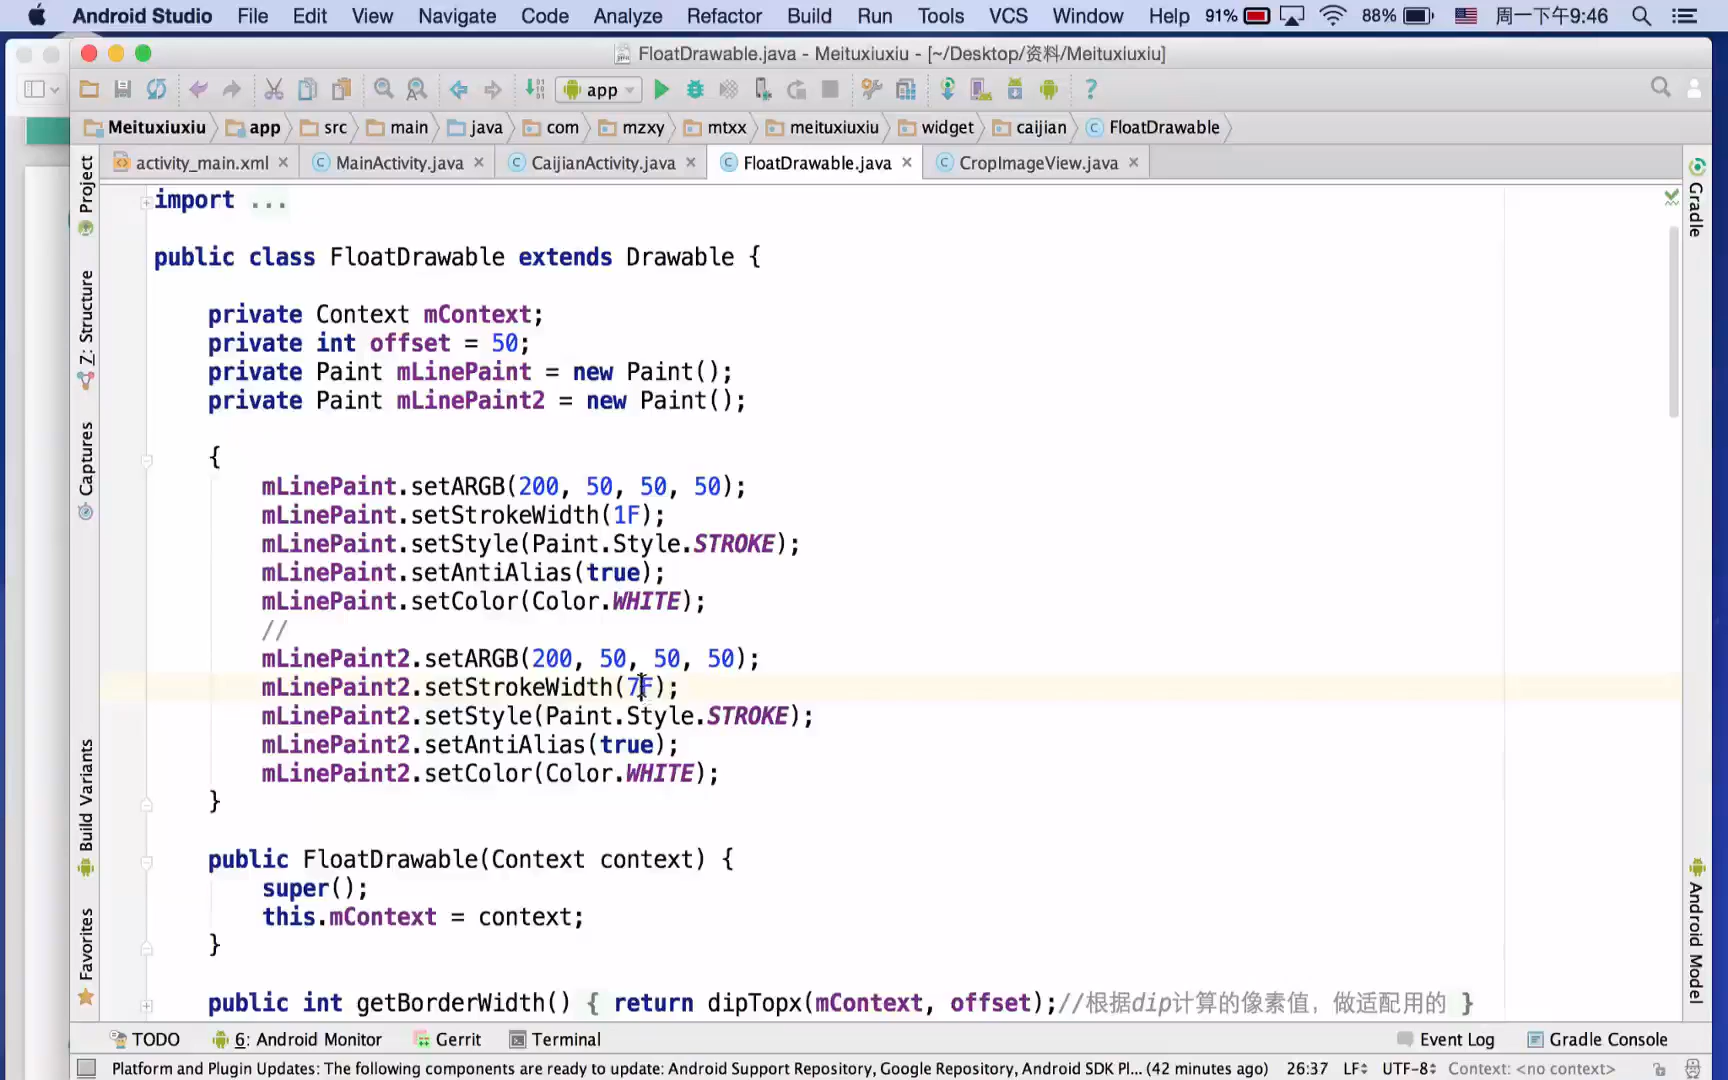 Android Studio File Edit View Navigate Code Analyze Refactor Build Run Tools VCS Window Help 91% 88% 周一下午9:46
FloatDrawable.java - Meituxiuxiu - [~/Desktop/资料/Meituxiuxiu]
app
Meituxiuxiu app src main java com mzxy mtxx meituxiuxiu widget caijian FloatDrawable
activity_main.xml MainActivity.java CaijianActivity.java FloatDrawable.java CropImageView.java
Project
Z: Structure
Captures
Build Variants
Favorites
import ...
public class FloatDrawable extends Drawable {
private Context mContext;
private int offset = 50;
private Paint mLinePaint = new Paint();
private Paint mLinePaint2 = new Paint();
{
mLinePaint.setARGB(200, 50, 50, 50);
mLinePaint.setStrokeWidth(1F);
mLinePaint.setStyle(Paint.Style.STROKE);
mLinePaint.setAntiAlias(true);
mLinePaint.setColor(Color.WHITE);
//
mLinePaint2.setARGB(200, 50, 50, 50);
mLinePaint2.setStrokeWidth(7F);
mLinePaint2.setStyle(Paint.Style.STROKE);
mLinePaint2.setAntiAlias(true);
mLinePaint2.setColor(Color.WHITE);
}
public FloatDrawable(Context context) {
super();
this.mContext = context;
}
public int getBorderWidth() { return dipTopx(mContext, offset);//根据dip计算的像素值，做适配用的 }
Gradle
Android Model
TODO 6: Android Monitor Gerrit Terminal Event Log Gradle Console
Platform and Plugin Updates: The following components are ready to update: Android Support Repository, Google Repository, Android SDK Pl... (42 minutes ago) 26:37 LF UTF-8 Context: <no context>